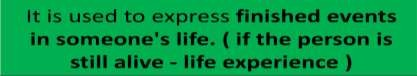 It is used to express finished events
in someone's life. ( if the person is
still alive - life experience )